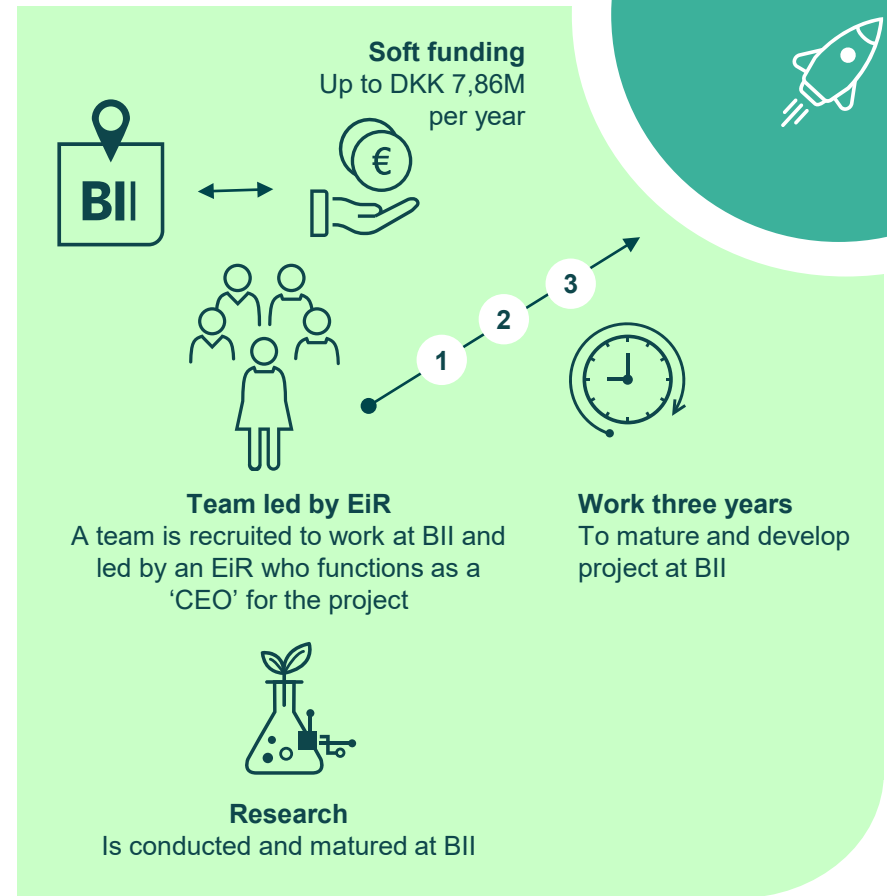 Soft funding
Up to DKK 7,86M
per year
BII
€
1
2
3
Team led by EiR
A team is recruited to work at BII and
led by an EiR who functions as a
‘CEO’ for the project
Work three years
To mature and develop
project at BII
Research
Is conducted and matured at BII